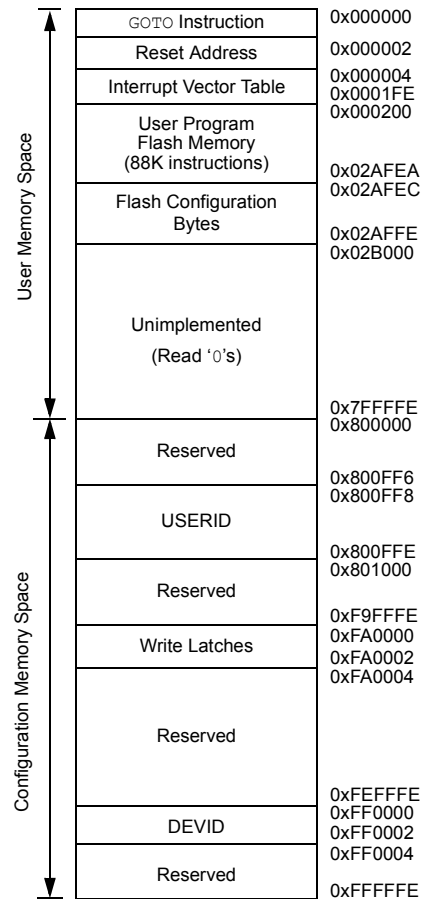 GOTO Instruction
0x000000
Reset Address
0x000002
Interrupt Vector Table
0x000004
0x0001FE
User Program
Flash Memory
(88K instructions)
0x000200
0x02AFEA
Flash Configuration
Bytes
0x02AFEC
0x02AFFE
Unimplemented
(Read ‘0’s)
0x02B000
0x7FFFFE
User Memory Space
Reserved
0x800000
0x800FF6
USERID
0x800FF8
0x800FFE
Reserved
0x801000
0xF9FFFE
Write Latches
0xFA0000
0xFA0002
Reserved
0xFA0004
0xFEFFFE
DEVID
0xFF0000
0xFF0002
Reserved
0xFF0004
0xFFFFFE
Configuration Memory Space